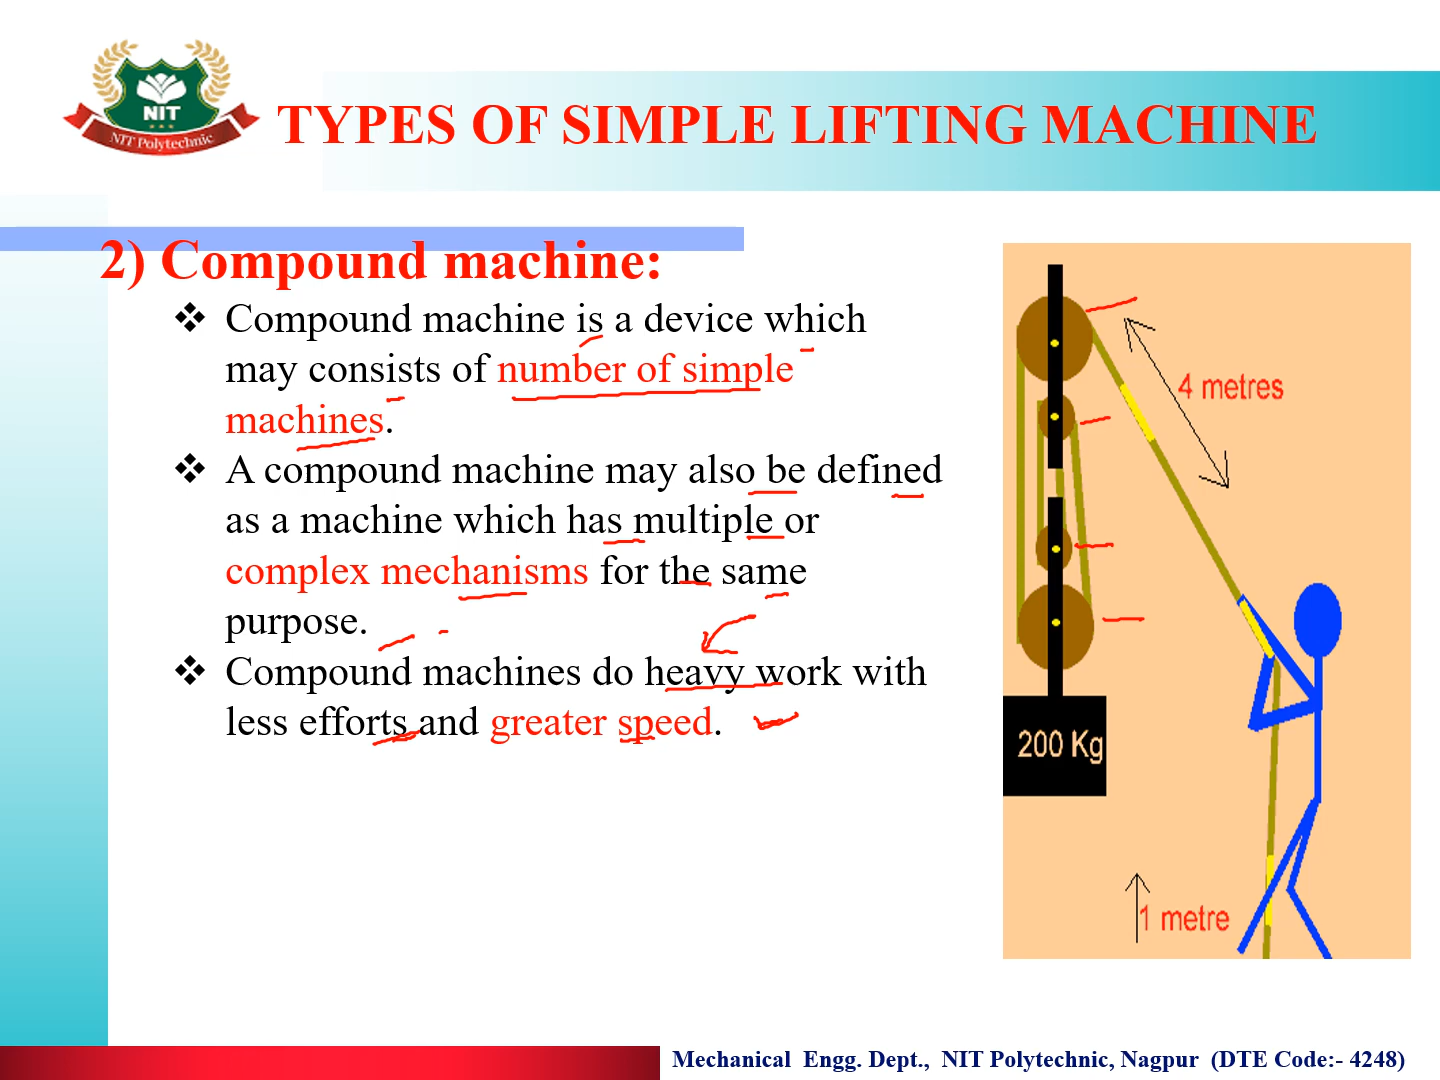 NIT
NIT Polytechnic
TYPES OF SIMPLE LIFTING MACHINE
2) Compound machine:
❖ Compound machine is a device which
may consists of number of simple
machines.
❖ A compound machine may also be defined
as a machine which has multiple or
complex mechanisms for the same
purpose.
❖ Compound machines do heavy work with
less efforts and greater speed.
4 metres
200 Kg
1 metre
Mechanical Engg. Dept., NIT Polytechnic, Nagpur (DTE Code:- 4248)